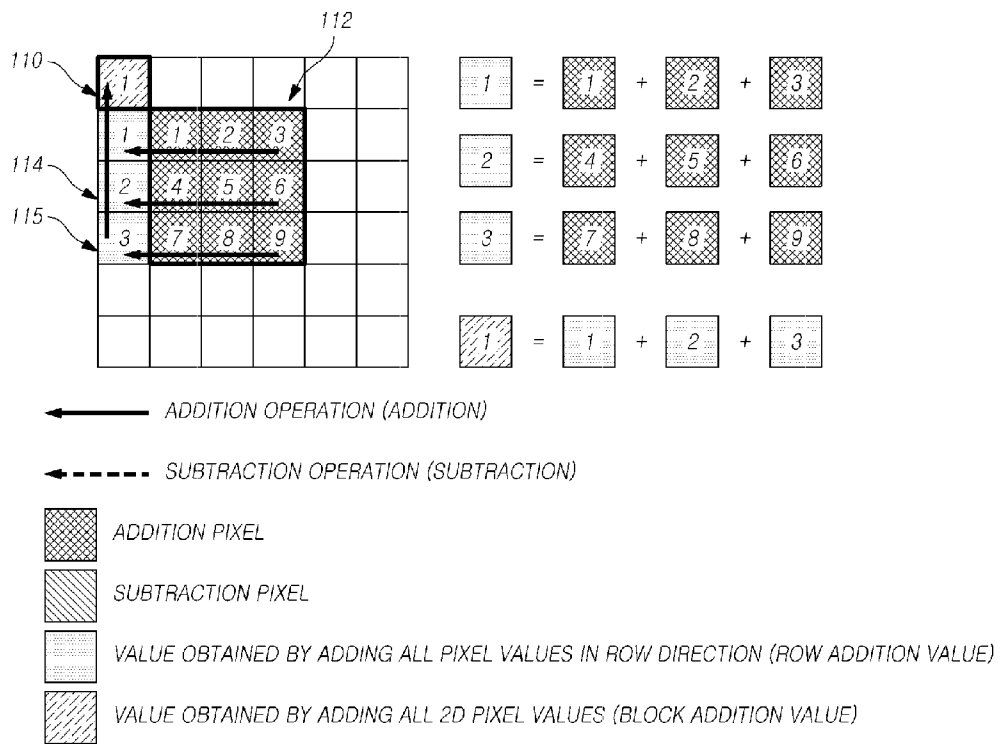 112
110
1
1 1 2 3
114
2 4 5 6
115
3 7 8 9
1 = 1 + 2 + 3
2 = 4 + 5 + 6
3 = 7 + 8 + 9
1 = 1 + 2 + 3
ADDITION OPERATION (ADDITION)
SUBTRACTION OPERATION (SUBTRACTION)
ADDITION PIXEL
SUBTRACTION PIXEL
VALUE OBTAINED BY ADDING ALL PIXEL VALUES IN ROW DIRECTION (ROW ADDITION VALUE)
VALUE OBTAINED BY ADDING ALL 2D PIXEL VALUES (BLOCK ADDITION VALUE)